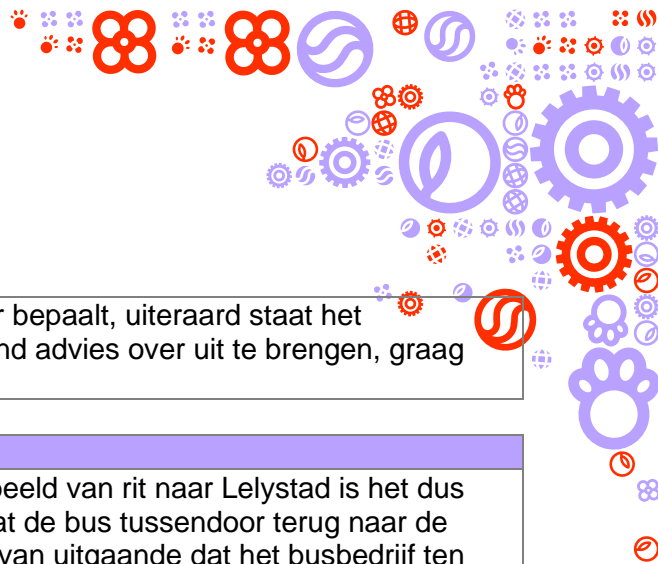 r bepaalt, uiteraard staat het
nd advies over uit te brengen, graag
eeld van rit naar Lelystad is het dus
at de bus tussendoor terug naar de
van uitgaande dat het busbedrijf ten